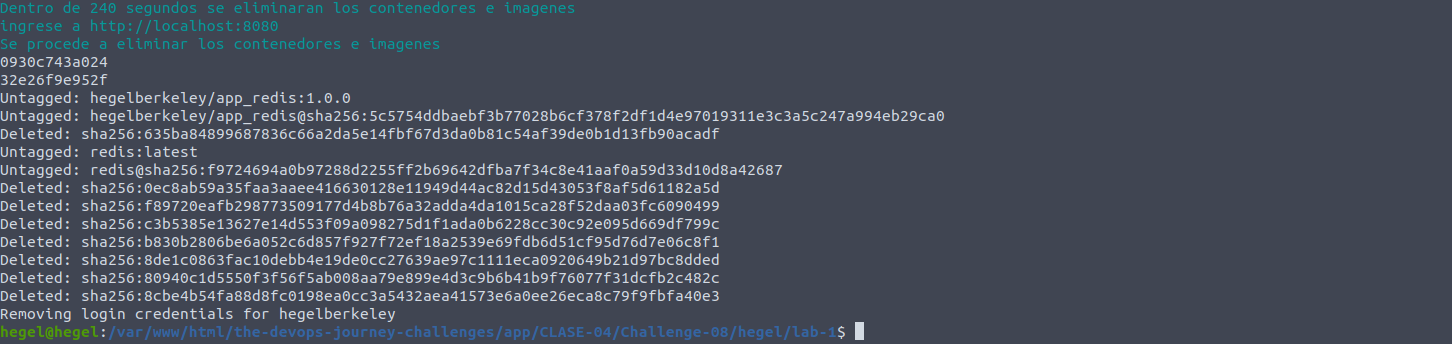 Dentro de 240 segundos se eliminaran los contenedores e imagenes
ingrese a http://localhost:8080
Se procede a eliminar los contenedores e imagenes
0930c743a024
32e26f9e952f
Untagged: hegelberkeley/app_redis:1.0.0
Untagged: hegelberkeley/app_redis@sha256:5c5754ddbaebf3b77028b6cf378f2df1d4e97019311e3c3a5c247a994eb29ca0
Deleted: sha256:635ba84899687836c66a2da5e14fbf67d3da0b81c54af39de0b1d13fb90acadf
Untagged: redis:latest
Untagged: redis@sha256:f9724694a0b97288d2255ff2b69642dfba7f34c8e41aaf0a59d33d10d8a42687
Deleted: sha256:0ec8ab59a35faa3aaee416630128e11949d44ac82d15d43053f8af5d61182a5d
Deleted: sha256:f89720eafb298773509177d4b8b76a32adda4da1015ca28f52daa03fc6090499
Deleted: sha256:c3b5385e13627e14d553f09a098275d1f1ada0b6228cc30c92e095d669df799c
Deleted: sha256:b830b2806be6a052c6d857f927f72ef18a2539e69fdb6d51cf95d76d7e06c8f1
Deleted: sha256:8de1c0863fac10debb4e19de0cc27639ae97c1111eca0920649b21d97bc8dded
Deleted: sha256:80940c1d5550f3f56f5ab008aa79e899e4d3c9b6b41b9f76077f31dcfb2c482c
Deleted: sha256:8cbe4b54fa88d8fc0198ea0cc3a5432aea41573e6a0ee26eca8c79f9fbfa40e3
Removing login credentials for hegelberkeley
hegel@hegel:/var/www/html/the-devops-journey-challenges/app/CLASE-04/Challenge-08/hegel/lab-1$